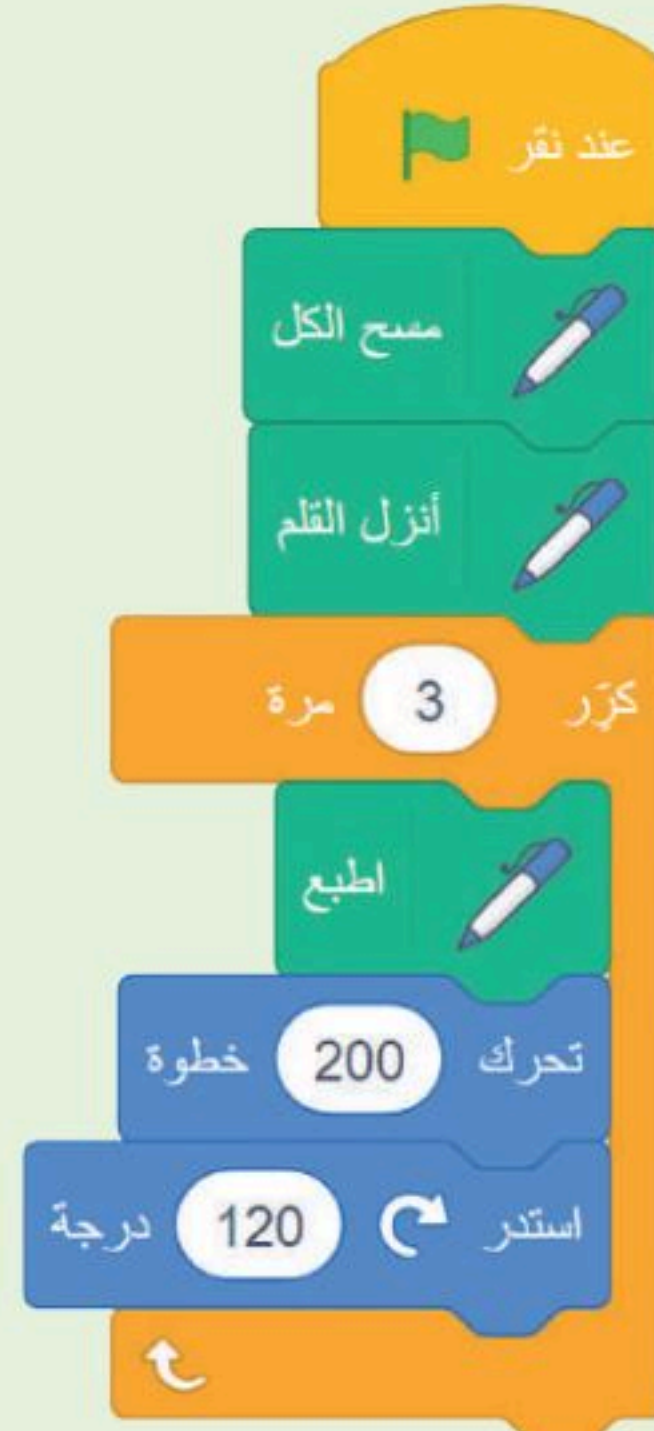 عند نقر
مسح الكل
أنزل القلم
كرّر 3 مرة
اطبع
تحرك 200 خطوة
استدر 120 درجة